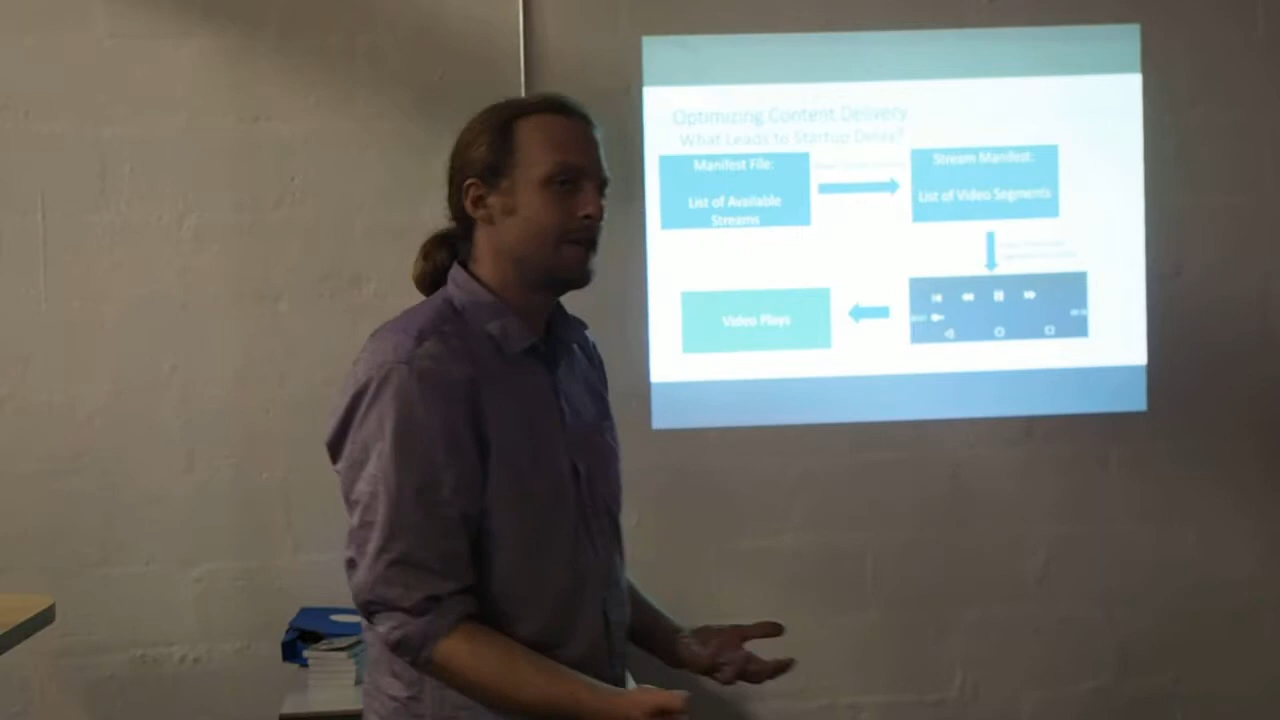 Optimizing Content Delivery
What Leads to Startup Delay?
Manifest File:
List of Available
Streams
Stream Manifest:
List of Video Segments
Video Plays